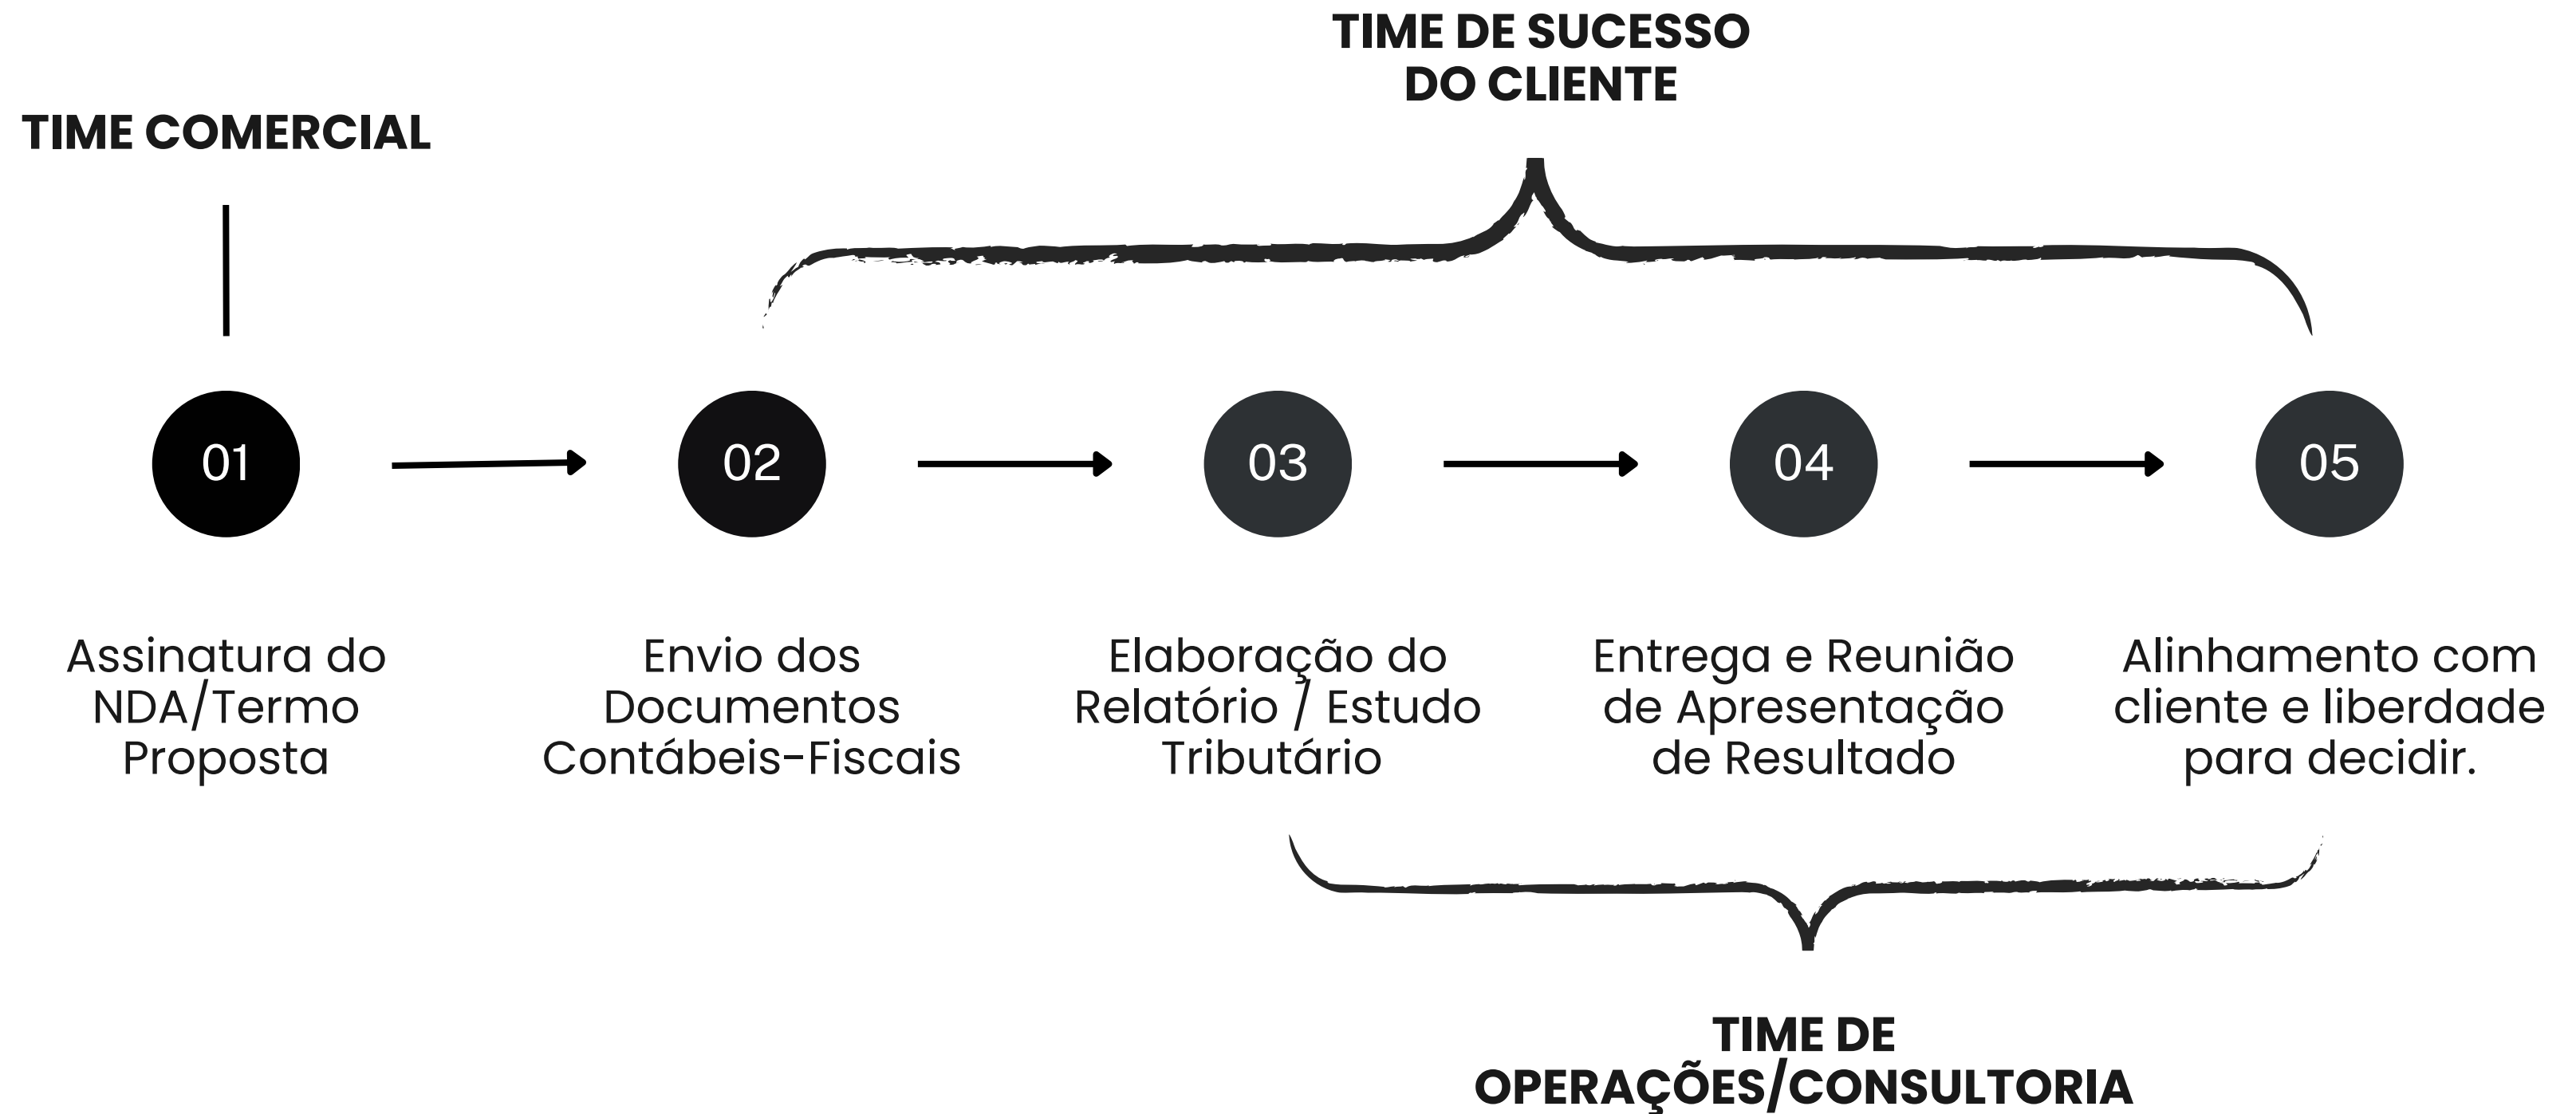 TIME DE SUCESSO
DO CLIENTE
TIME COMERCIAL
01
02
03
04
05
Assinatura do
NDA/Termo
Proposta
Envio dos
Documentos
Contábeis-Fiscais
Elaboração do
Relatório / Estudo
Tributário
Entrega e Reunião
de Apresentação
de Resultado
Alinhamento com
cliente e liberdade
para decidir.
TIME DE
OPERAÇÕES/CONSULTORIA